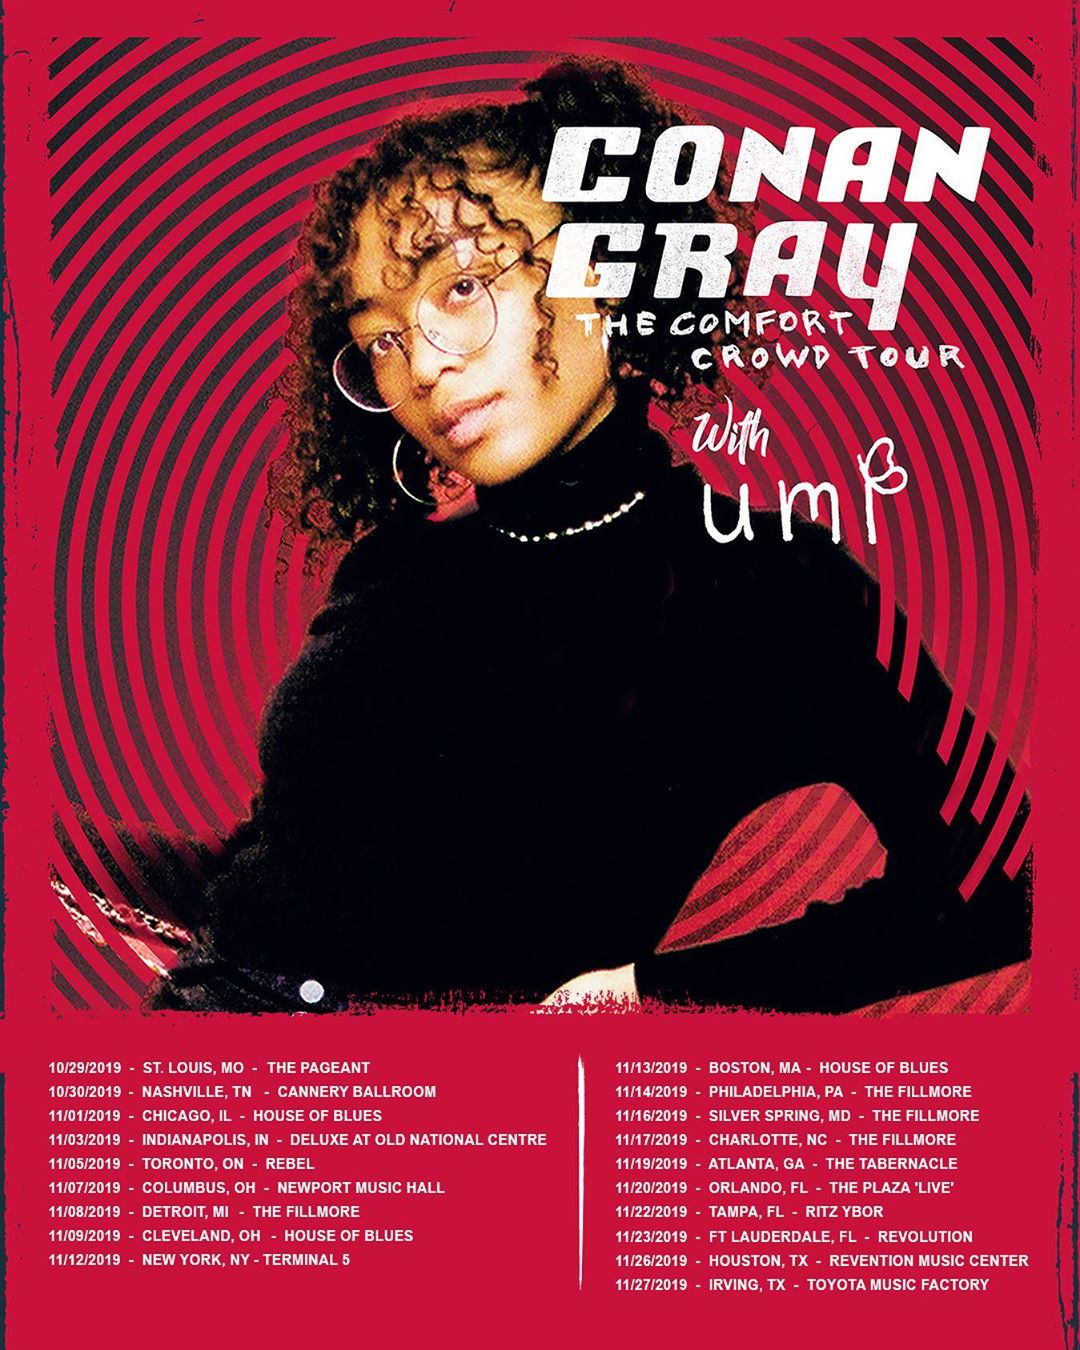 CONAN
GRAY
THE COMFORT
CROWD TOUR
With
umi
10/29/2019 - ST. LOUIS, MO - THE PAGEANT
10/30/2019 - NASHVILLE, TN - CANNERY BALLROOM
11/01/2019 - CHICAGO, IL - HOUSE OF BLUES
11/03/2019 - INDIANAPOLIS, IN - DELUXE AT OLD NATIONAL CENTRE
11/05/2019 - TORONTO, ON - REBEL
11/07/2019 - COLUMBUS, OH - NEWPORT MUSIC HALL
11/08/2019 - DETROIT, MI - THE FILLMORE
11/09/2019 - CLEVELAND, OH - HOUSE OF BLUES
11/12/2019 - NEW YORK, NY - TERMINAL 5
11/13/2019 - BOSTON, MA - HOUSE OF BLUES
11/14/2019 - PHILADELPHIA, PA - THE FILLMORE
11/16/2019 - SILVER SPRING, MD - THE FILLMORE
11/17/2019 - CHARLOTTE, NC - THE FILLMORE
11/19/2019 - ATLANTA, GA - THE TABERNACLE
11/20/2019 - ORLANDO, FL - THE PLAZA 'LIVE'
11/22/2019 - TAMPA, FL - RITZ YBOR
11/23/2019 - FT LAUDERDALE, FL - REVOLUTION
11/26/2019 - HOUSTON, TX - REVENTION MUSIC CENTER
11/27/2019 - IRVING, TX - TOYOTA MUSIC FACTORY